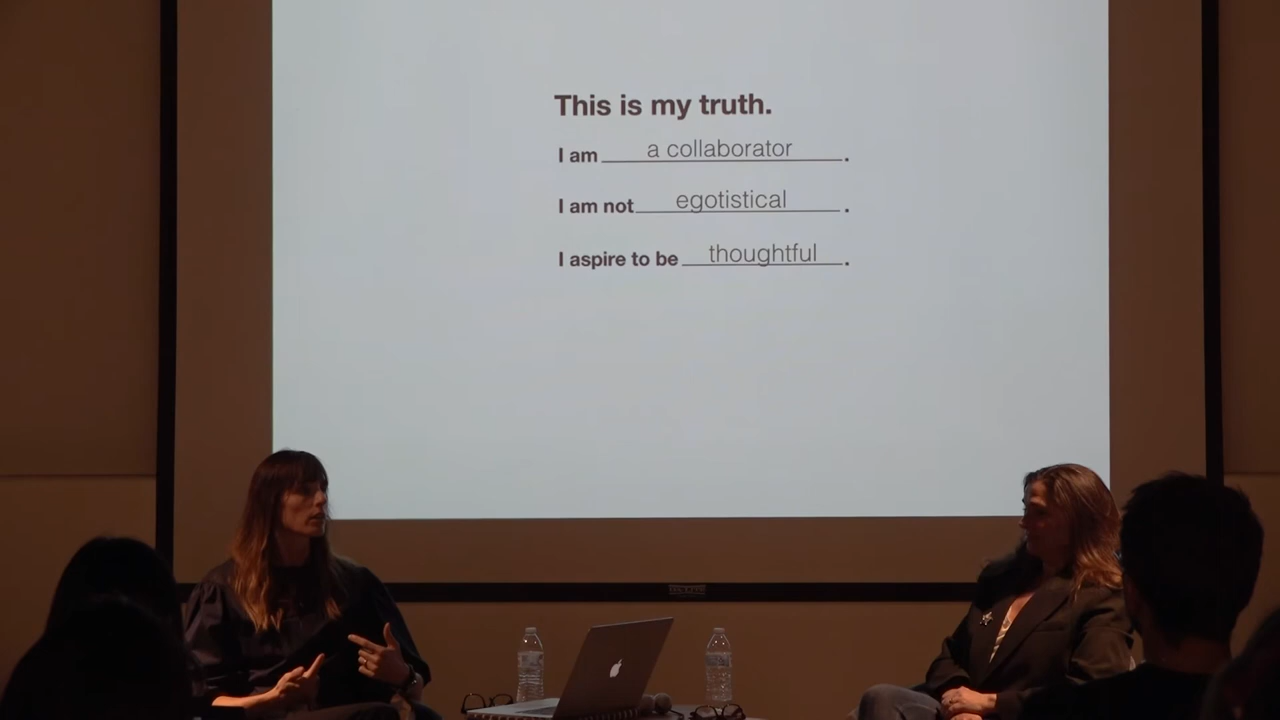 This is my truth.
I am a collaborator.
I am not egotistical.
I aspire to be thoughtful.